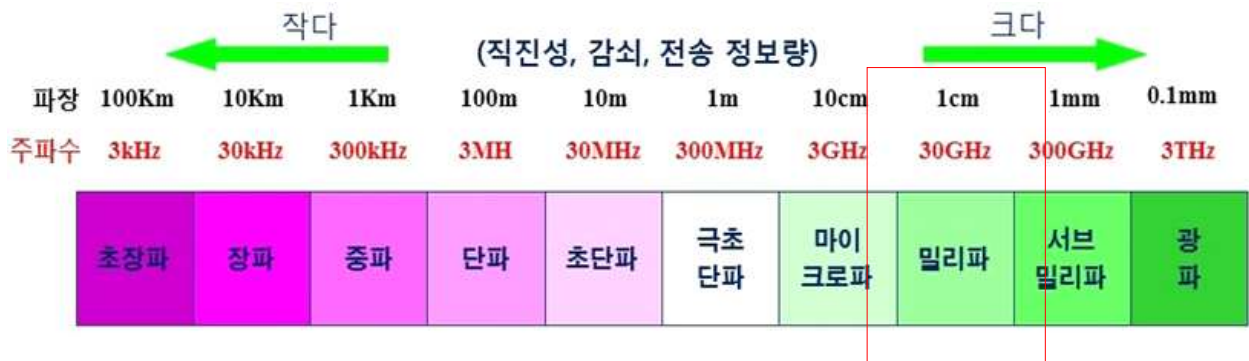 작다
크다
(직진성, 감쇠, 전송 정보량)
파장 100Km 10Km 1Km 100m 10m 1m 10cm 1cm 1mm 0.1mm
주파수 3kHz 30kHz 300kHz 3MH 30MHz 300MHz 3GHz 30GHz 300GHz 3THz
초장파
장파
중파
단파
초단파
극초
단파
마이
크로파
밀리파
서브
밀리파
광
파